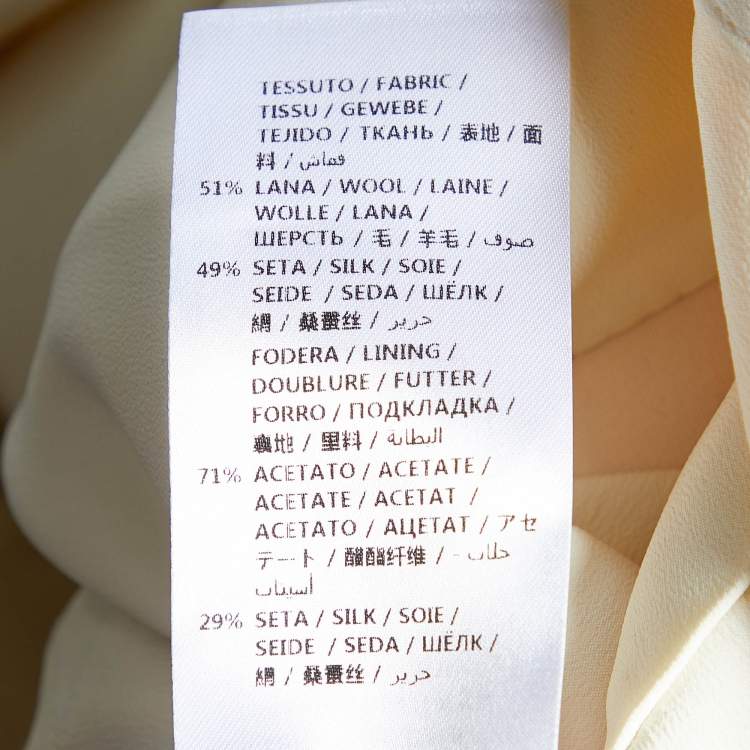 TESSUTO / FABRIC /
TISSU / GEWEBE /
TEJIDO / ТКАНЬ / 表地 / 面
料 / قماش
51% LANA / WOOL / LAINE /
WOLLE / LANA /
ШЕРСТЬ / 毛 / 羊毛 / صوف
49% SETA / SILK / SOIE /
SEIDE / SEDA / ШЁЛК /
絹 / 桑蚕丝 / حرير
FODERA / LINING /
DOUBLURE / FUTTER /
FORRO / ПОДКЛАДКА /
裏地 / 里料 / البطانة
71% ACETATO / ACETATE /
ACETATE / ACETAT /
ACETATO / АЦЕТАТ / アセ
テート / 醋酯纤维 / - خلات
أسيتات
29% SETA / SILK / SOIE /
SEIDE / SEDA / ШЁЛК /
絹 / 桑蚕丝 / حرير